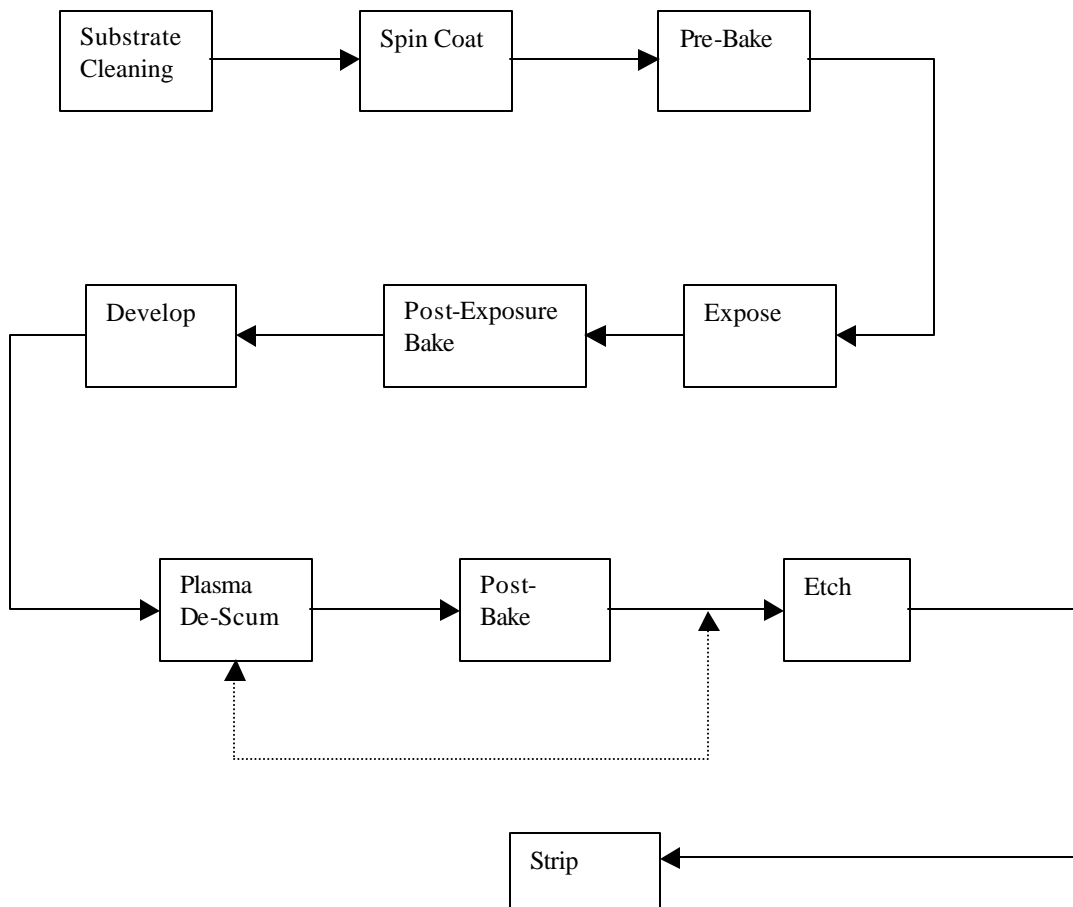 Substrate
Cleaning
Spin Coat
Pre-Bake
Expose
Post-Exposure
Bake
Develop
Plasma
De-Scum
Post-
Bake
Etch
Strip